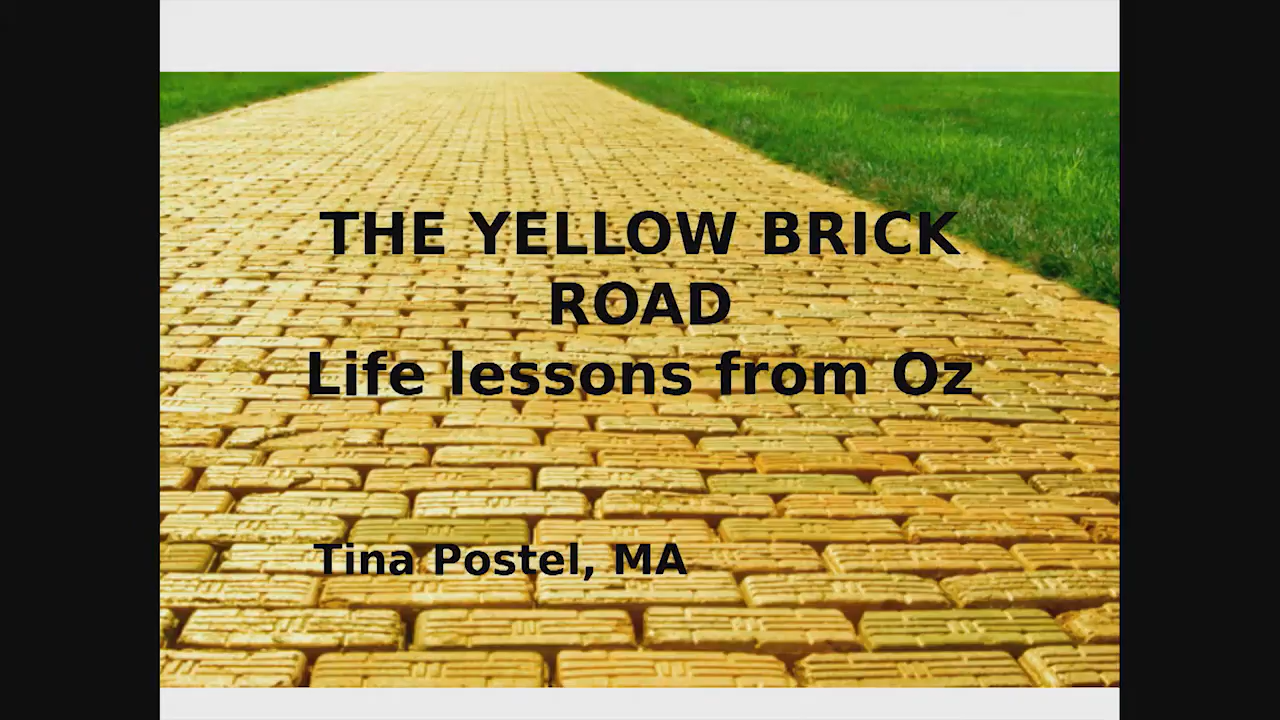 THE YELLOW BRICK
ROAD
Life lessons from Oz
Tina Postel, MA